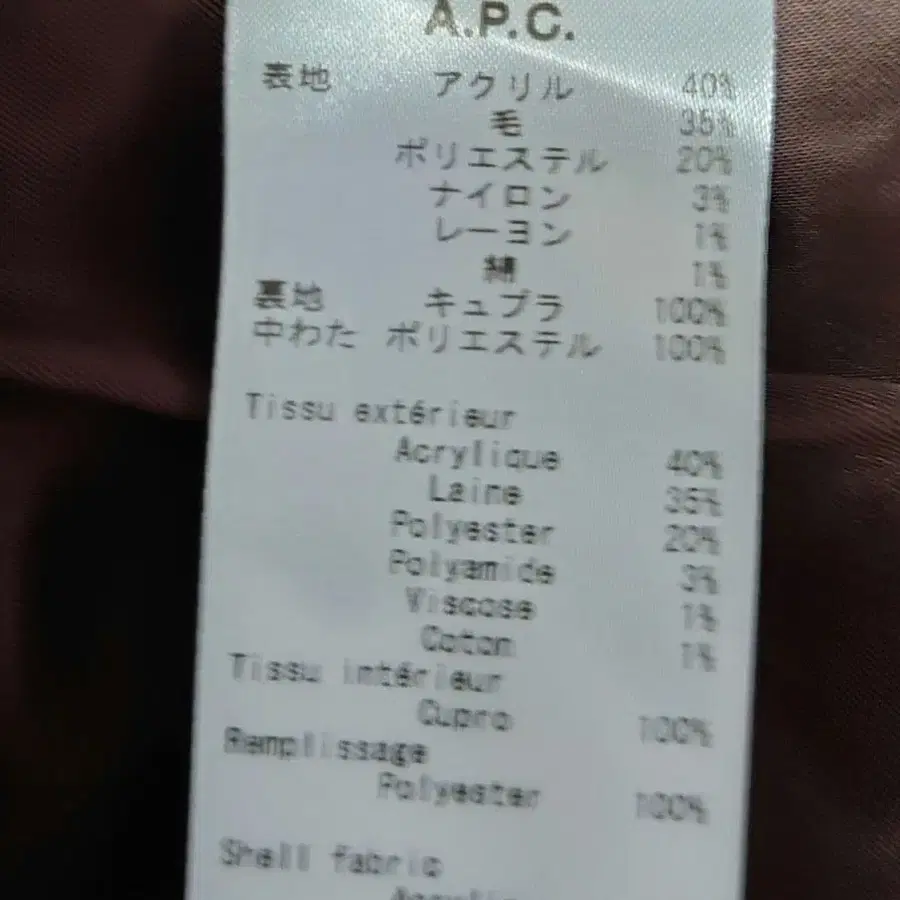 A.P.C.
表地 アクリル 40%
毛 35%
ポリエステル 20%
ナイロン 3%
レーヨン 1%
綿 1%
裏地 キュプラ 100%
中わた ポリエステル 100%
Tissu extérieur
Acrylique 40%
Laine 35%
Polyester 20%
Polyamide 3%
Viscose 1%
Coton 1%
Tissu intérieur
Cupro 100%
Remplissage
Polyester 100%
Shell fabric